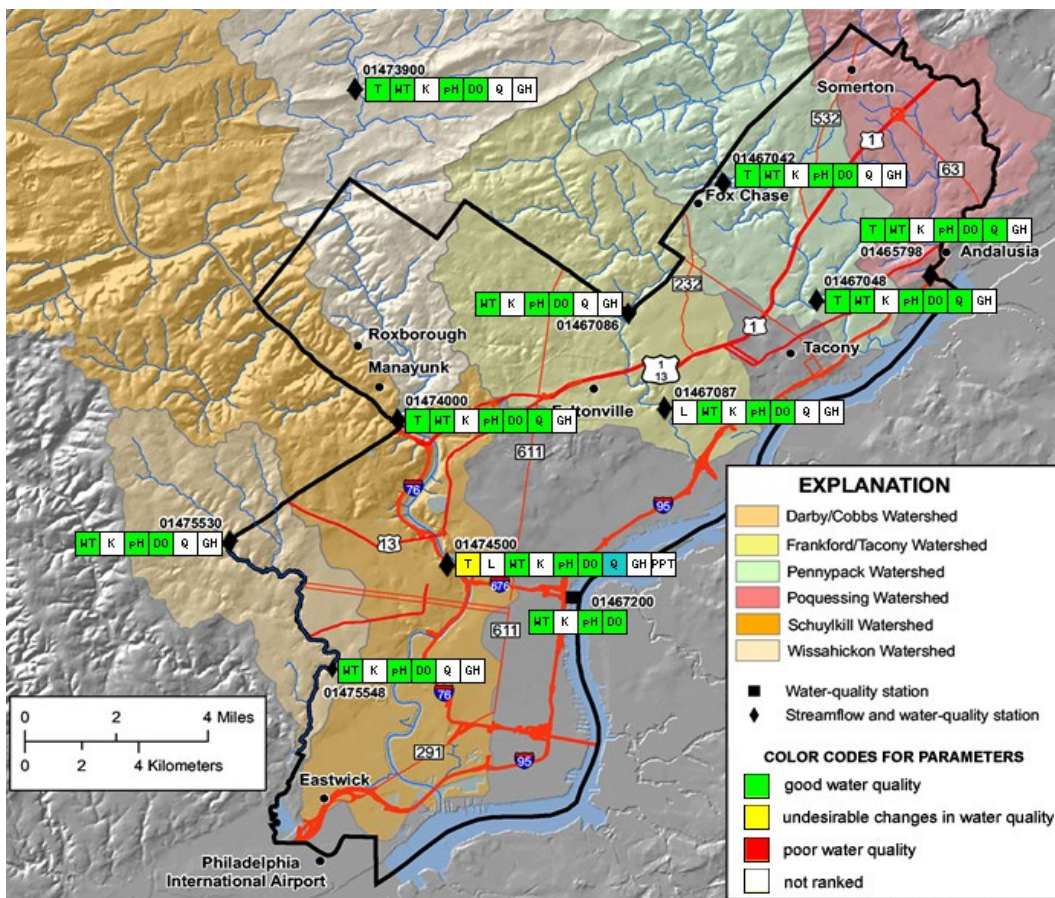 01473900
T WT K pH DO Q GH
Somerton
532
1
01467042
T WT K pH DO Q GH
Fox Chase
63
T WT K pH DO Q GH
01465798
Andalusia
01467048
T WT K pH DO Q GH
232
WT K pH DO Q GH
01467086
1
Roxborough
Tacony
Manayunk
1
13
01467087
L WT K pH DO Q GH
01474000
T WT K pH DO Q GH
ltonville
611
76
95
01475530
WT K pH DO Q GH
13
01474500
T L WT K pH DO Q GH PPT
676
01467200
WT K pH DO
611
WT K pH DO Q GH
01475548
76
291
95
Eastwick
Philadelphia
International Airport
0 2 4 Miles
0 2 4 Kilometers
EXPLANATION
Darby/Cobbs Watershed
Frankford/Tacony Watershed
Pennypack Watershed
Poquessing Watershed
Schuylkill Watershed
Wissahickon Watershed
Water-quality station
Streamflow and water-quality station
COLOR CODES FOR PARAMETERS
good water quality
undesirable changes in water quality
poor water quality
not ranked